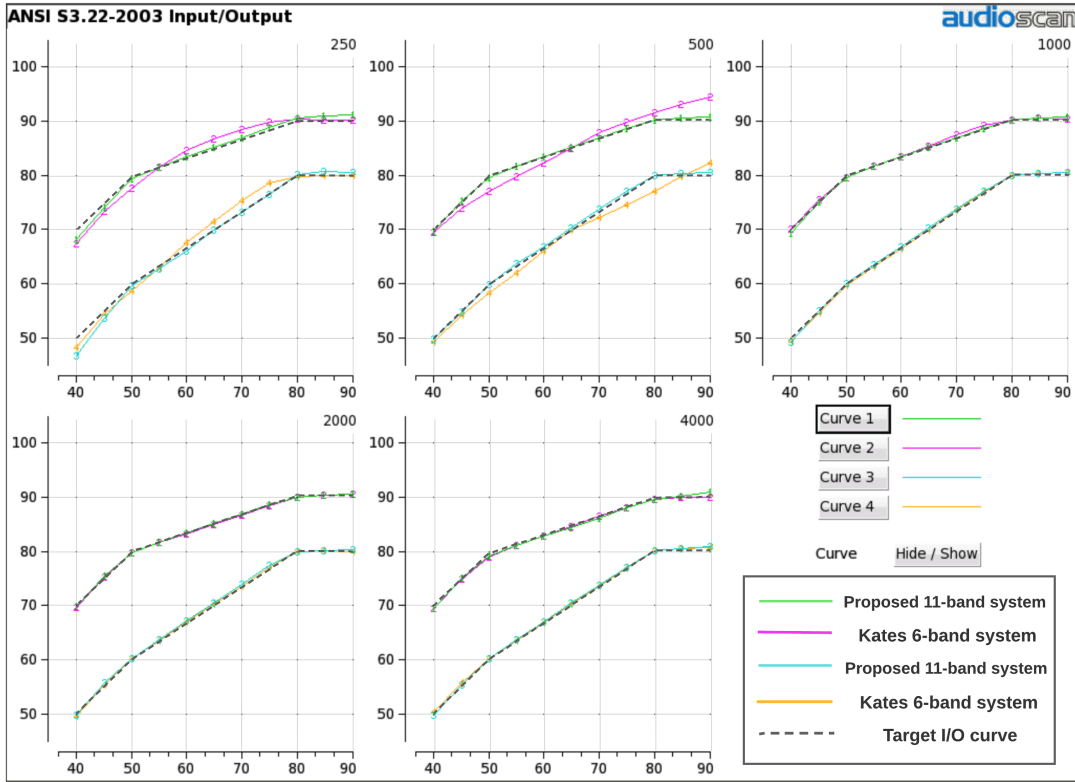 ANSI S3.22-2003 Input/Output
audioscan
250
500
1000
100
90
80
70
60
50
100
90
80
70
60
50
100
90
80
70
60
50
40 50 60 70 80 90
40 50 60 70 80 90
40 50 60 70 80 90
2000
4000
100
90
80
70
60
50
100
90
80
70
60
50
40 50 60 70 80 90
40 50 60 70 80 90
Curve 1
Curve 2
Curve 3
Curve 4
Curve Hide / Show
Proposed 11-band system
Kates 6-band system
Proposed 11-band system
Kates 6-band system
Target I/O curve